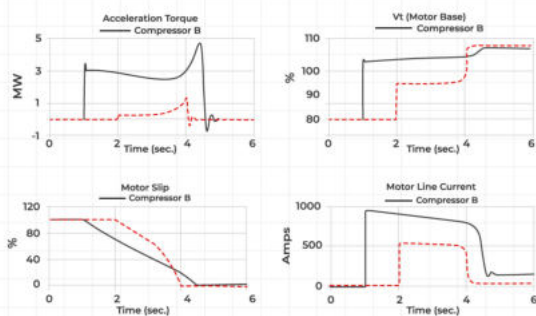 Acceleration Torque
Compressor B
5
3
1
-1
MW
0
2
4
6
Time (sec.)
Vt (Motor Base)
Compressor B
110
100
90
80
%
0
2
4
6
Time (sec.)
Motor Slip
Compressor B
120
80
40
0
%
0
2
4
6
Time (sec.)
Motor Line Current
Compressor B
1000
500
0
Amps
0
2
4
6
Time (sec.)